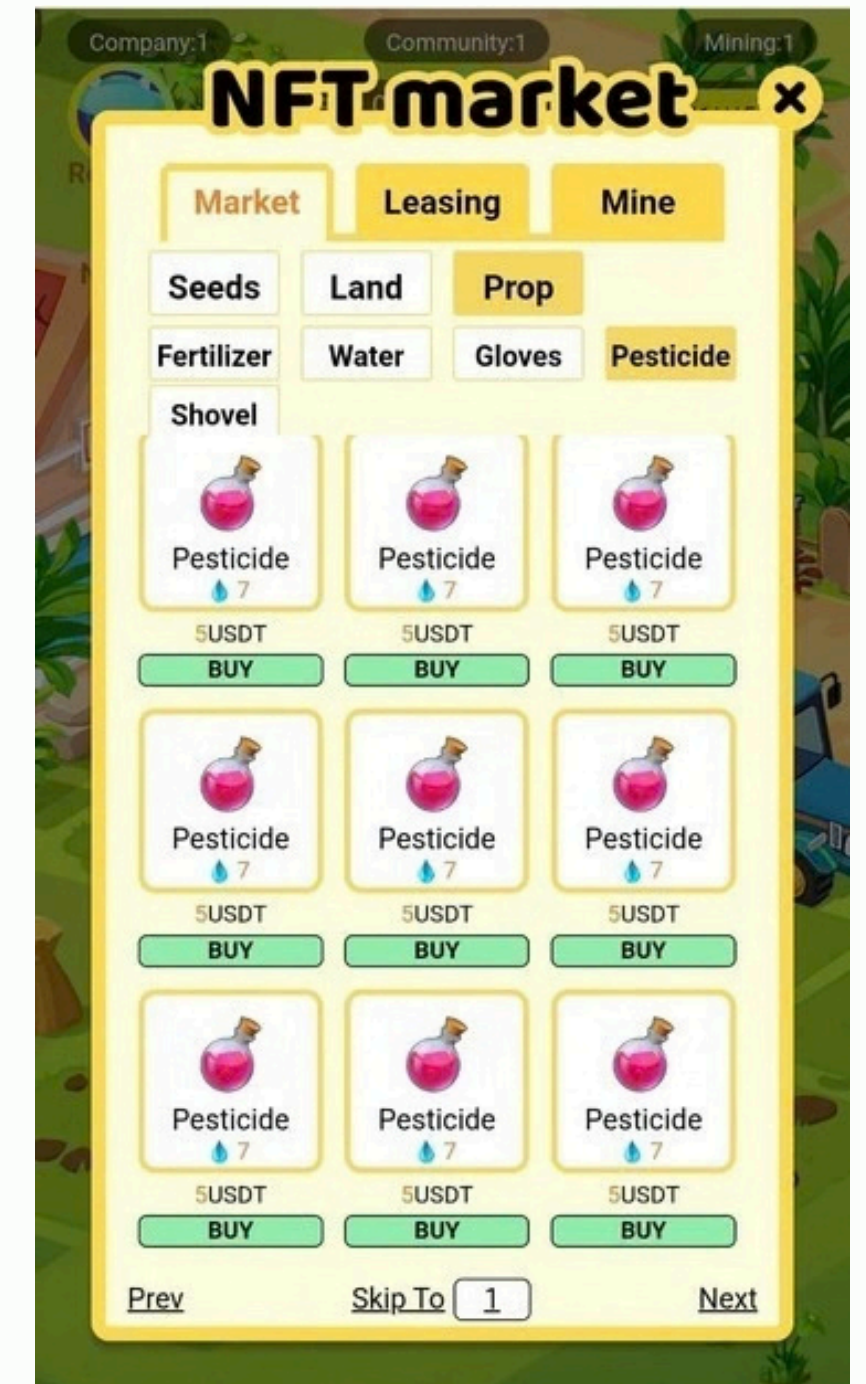 Company:1 Community:1 Mining:1
NFT market
Market Leasing Mine
Seeds Land Prop
Fertilizer Water Gloves Pesticide
Shovel
Pesticide Pesticide Pesticide
7 7 7
5USDT 5USDT 5USDT
BUY BUY BUY
Pesticide Pesticide Pesticide
7 7 7
5USDT 5USDT 5USDT
BUY BUY BUY
Pesticide Pesticide Pesticide
7 7 7
5USDT 5USDT 5USDT
BUY BUY BUY
Prev Skip To 1 Next